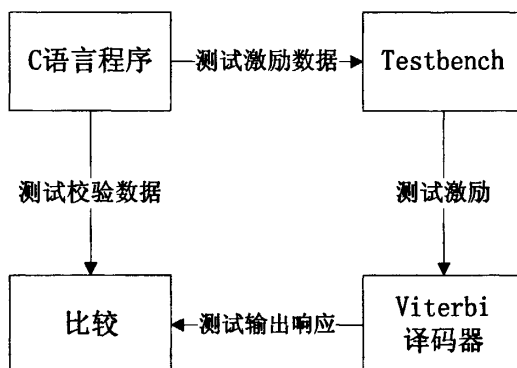 C语言程序
测试激励数据
Testbench
测试校验数据
测试激励
比较
测试输出响应
Viterbi
译码器